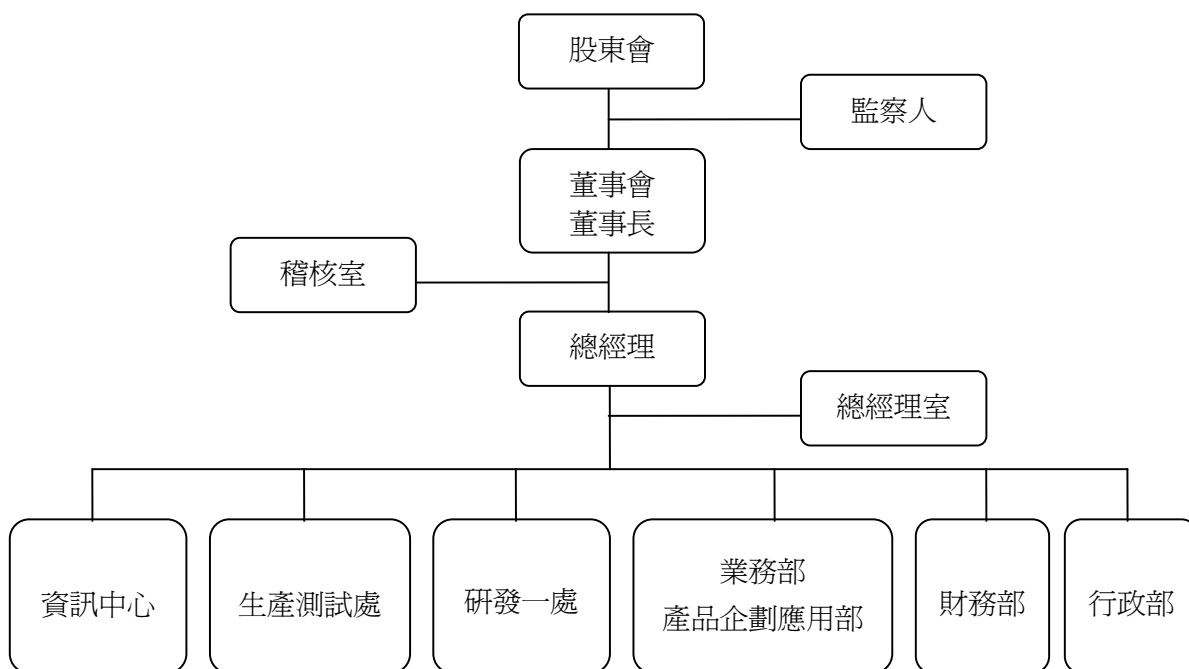 股東會
監察人
董事會
董事長
稽核室
總經理
總經理室
資訊中心
生產測試處
研發一處
業務部
產品企劃應用部
財務部
行政部